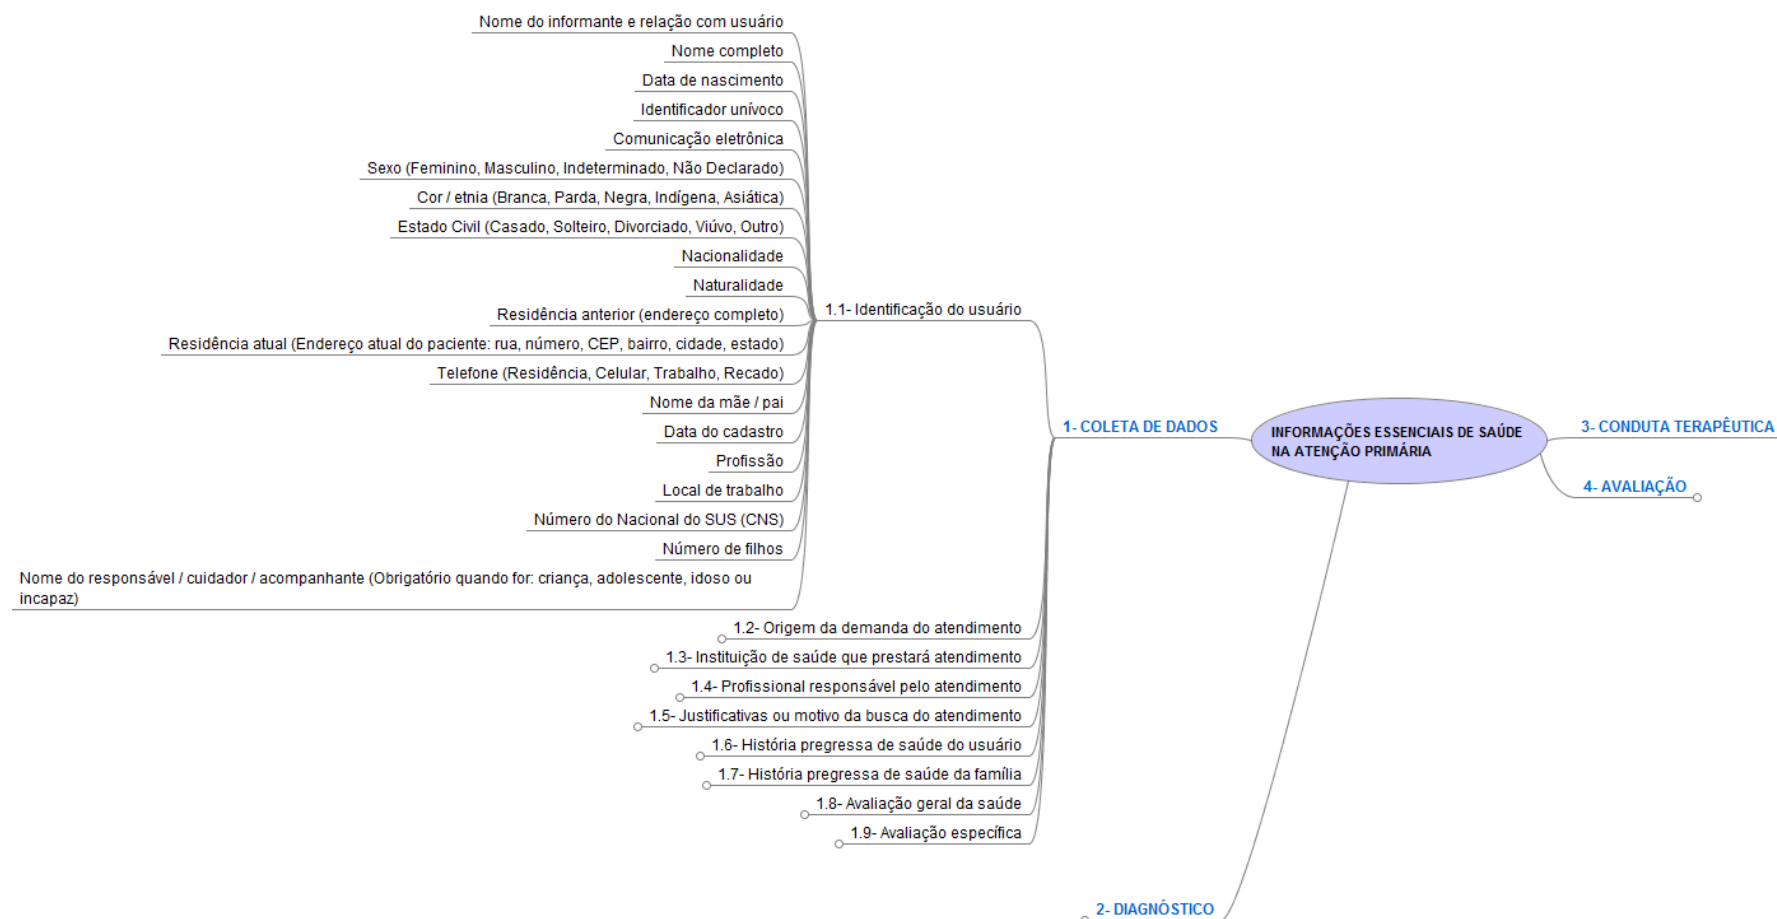 Nome do informante e relação com usuário
Nome completo
Data de nascimento
Identificador unívoco
Comunicação eletrônica
Sexo (Feminino, Masculino, Indeterminado, Não Declarado)
Cor / etnia (Branca, Parda, Negra, Indígena, Asiática)
Estado Civil (Casado, Solteiro, Divorciado, Viúvo, Outro)
Nacionalidade
Naturalidade
Residência anterior (endereço completo)
Residência atual (Endereço atual do paciente: rua, número, CEP, bairro, cidade, estado)
Telefone (Residência, Celular, Trabalho, Recado)
Nome da mãe / pai
Data do cadastro
Profissão
Local de trabalho
Número do Nacional do SUS (CNS)
Número de filhos
Nome do responsável / cuidador / acompanhante (Obrigatório quando for: criança, adolescente, idoso ou
incapaz)
1.1- Identificação do usuário
1.2- Origem da demanda do atendimento
1.3- Instituição de saúde que prestará atendimento
1.4- Profissional responsável pelo atendimento
1.5- Justificativas ou motivo da busca do atendimento
1.6- História pregressa de saúde do usuário
1.7- História pregressa de saúde da família
1.8- Avaliação geral da saúde
1.9- Avaliação específica
1- COLETA DE DADOS
2- DIAGNÓSTICO
INFORMAÇÕES ESSENCIAIS DE SAÚDE
NA ATENÇÃO PRIMÁRIA
3- CONDUTA TERAPÊUTICA
4- AVALIAÇÃO